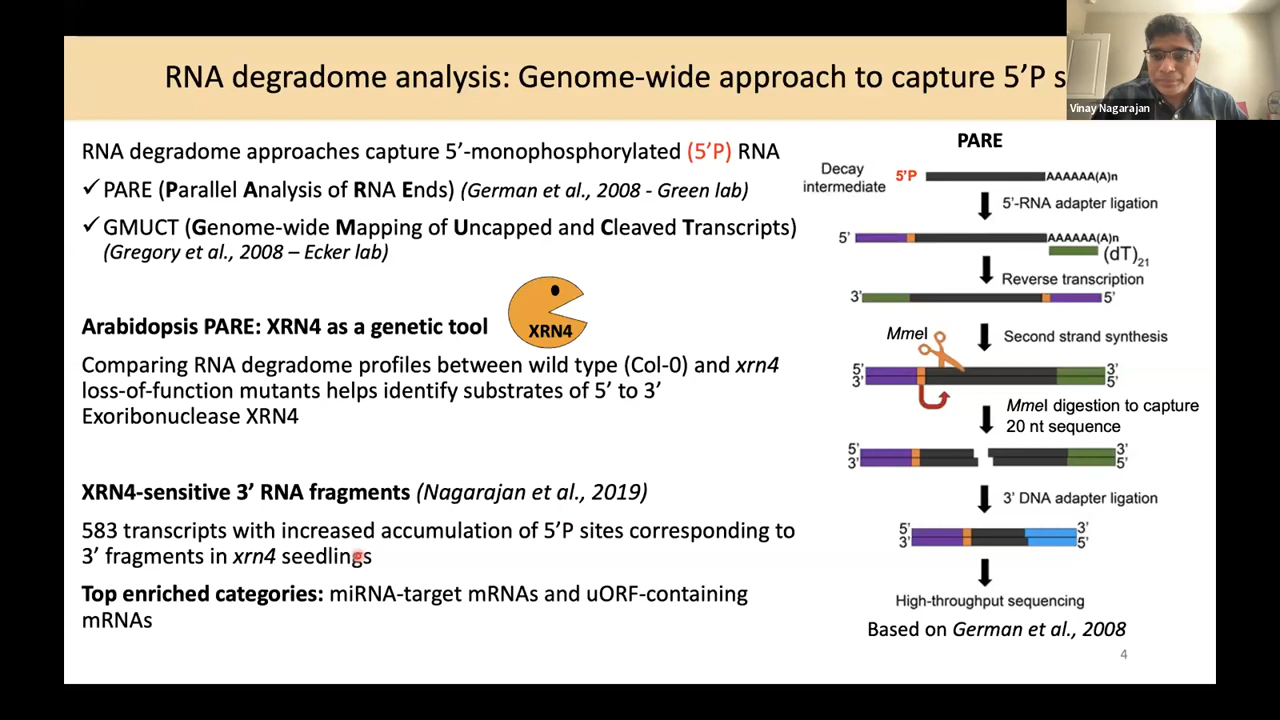 RNA degradome analysis: Genome-wide approach to capture 5’P s
Vinay Nagarajan
RNA degradome approaches capture 5’-monophosphorylated (5’P) RNA
✓ PARE (Parallel Analysis of RNA Ends) (German et al., 2008 - Green lab)
✓ GMUCT (Genome-wide Mapping of Uncapped and Cleaved Transcripts)
(Gregory et al., 2008 – Ecker lab)
Arabidopsis PARE: XRN4 as a genetic tool
XRN4
Comparing RNA degradome profiles between wild type (Col-0) and xrn4
loss-of-function mutants helps identify substrates of 5’ to 3’
Exoribonuclease XRN4
XRN4-sensitive 3’ RNA fragments (Nagarajan et al., 2019)
583 transcripts with increased accumulation of 5’P sites corresponding to
3’ fragments in xrn4 seedlings
Top enriched categories: miRNA-target mRNAs and uORF-containing
mRNAs
PARE
Decay
intermediate
5’P
AAAAAA(A)n
5’-RNA adapter ligation
5’
AAAAAA(A)n
(dT)21
Reverse transcription
3’
5’
MmeI
Second strand synthesis
5’
3’
3’
5’
MmeI digestion to capture
20 nt sequence
5’
3’
3’
5’
3’ DNA adapter ligation
5’
3’
3’
5’
High-throughput sequencing
Based on German et al., 2008
4